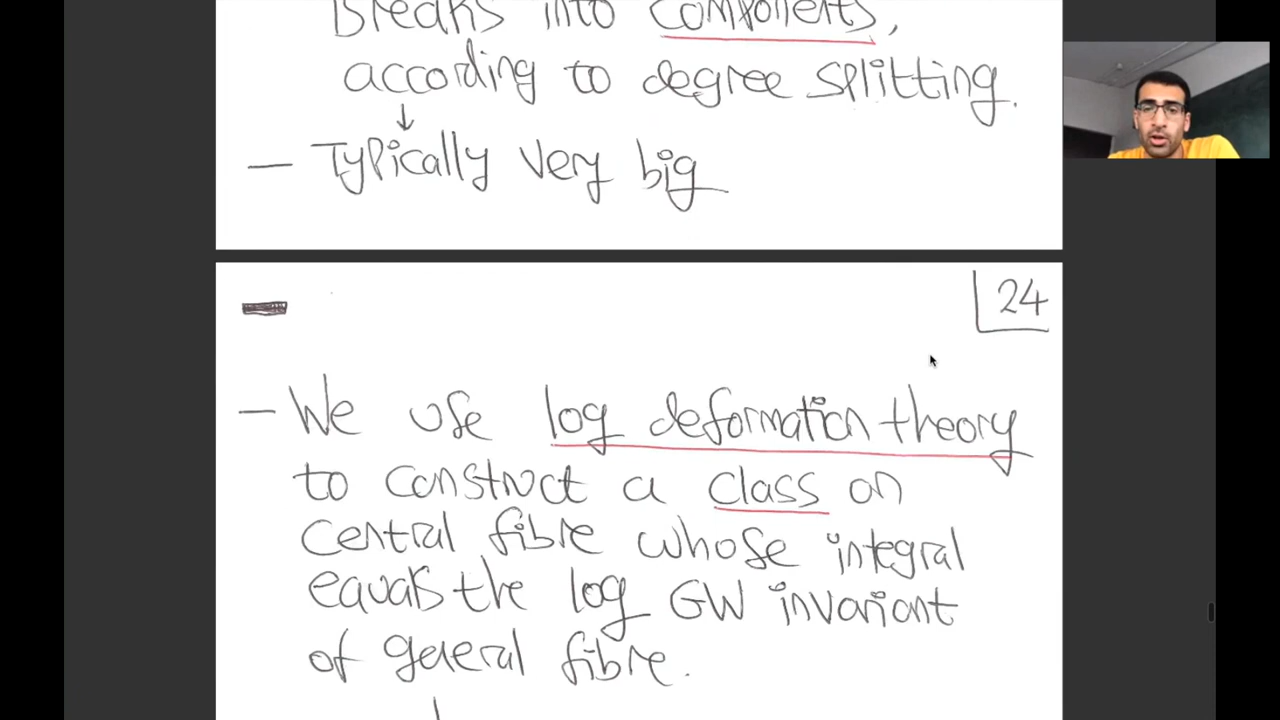 Breaks into components,
according to degree splitting.
↓
— Typically very big
24
— We use log deformation theory
to construct a class on
central fibre whose integral
equals the log GW invariant
of general fibre.